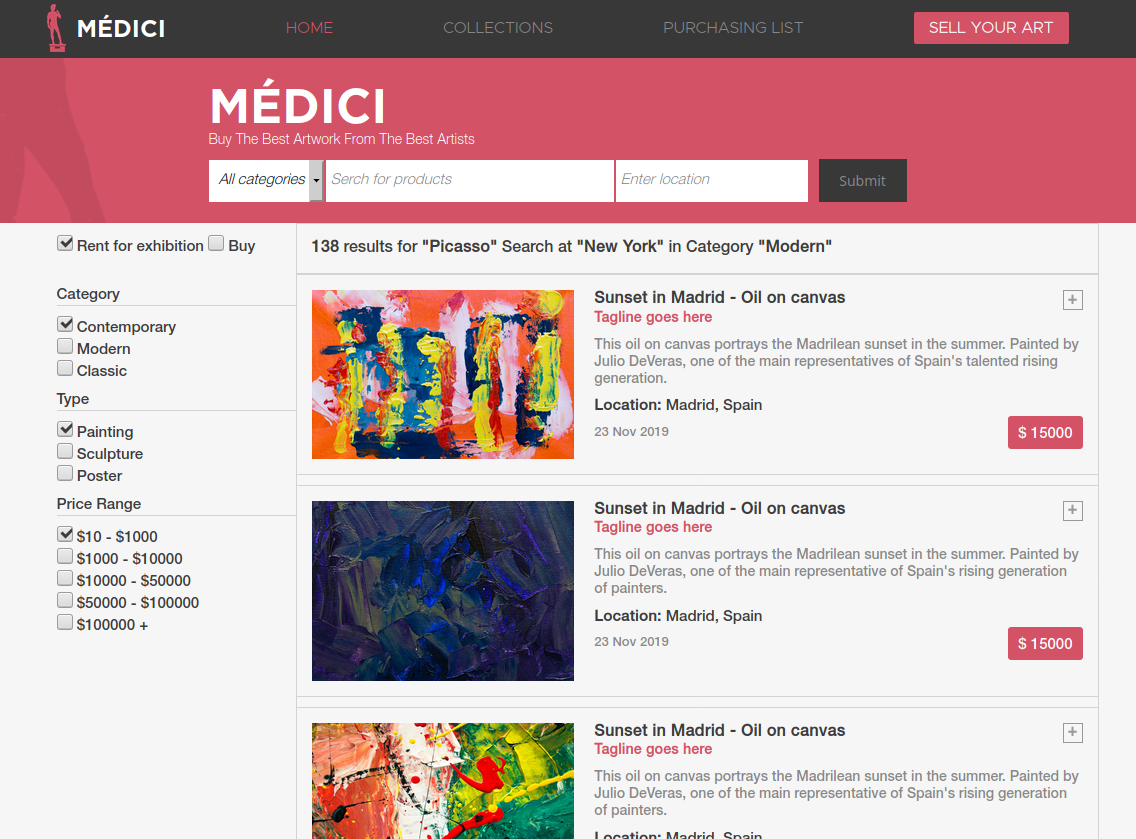 MÉDICI
HOME
COLLECTIONS
PURCHASING LIST
SELL YOUR ART
MÉDICI
Buy The Best Artwork From The Best Artists
All categories
Serch for products
Enter location
Submit
Rent for exhibition Buy
Category
Contemporary
Modern
Classic
Type
Painting
Sculpture
Poster
Price Range
$10 - $1000
$1000 - $10000
$10000 - $50000
$50000 - $100000
$100000 +
138 results for "Picasso" Search at "New York" in Category "Modern"
Sunset in Madrid - Oil on canvas
+
Tagline goes here
This oil on canvas portrays the Madrilean sunset in the summer. Painted by
Julio DeVeras, one of the main representatives of Spain's talented rising
generation.
Location: Madrid, Spain
23 Nov 2019
$ 15000
Sunset in Madrid - Oil on canvas
+
Tagline goes here
This oil on canvas portrays the Madrilean sunset in the summer. Painted by
Julio DeVeras, one of the main representative of Spain's rising generation
of painters.
Location: Madrid, Spain
23 Nov 2019
$ 15000
Sunset in Madrid - Oil on canvas
+
Tagline goes here
This oil on canvas portrays the Madrilean sunset in the summer. Painted by
Julio DeVeras, one of the main representative of Spain's rising generation
of painters.
Location: Madrid, Spain